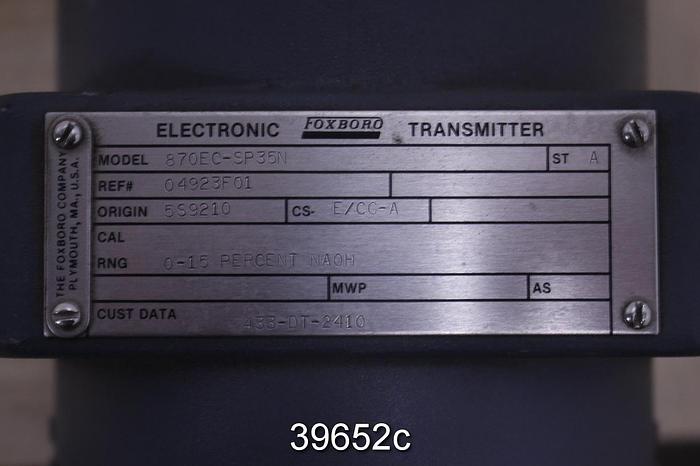 ELECTRONIC FOXBORO TRANSMITTER
THE FOXBORO COMPANY
PLYMOUTH, MA., U.S.A.
MODEL 870EC-SP35N ST A
REF# 04923F01
ORIGIN 5S9210 CS- E/CG-A
CAL
RNG 0-15 PERCENT NAOH
MWP AS
CUST DATA 433-DT-2410
39652c